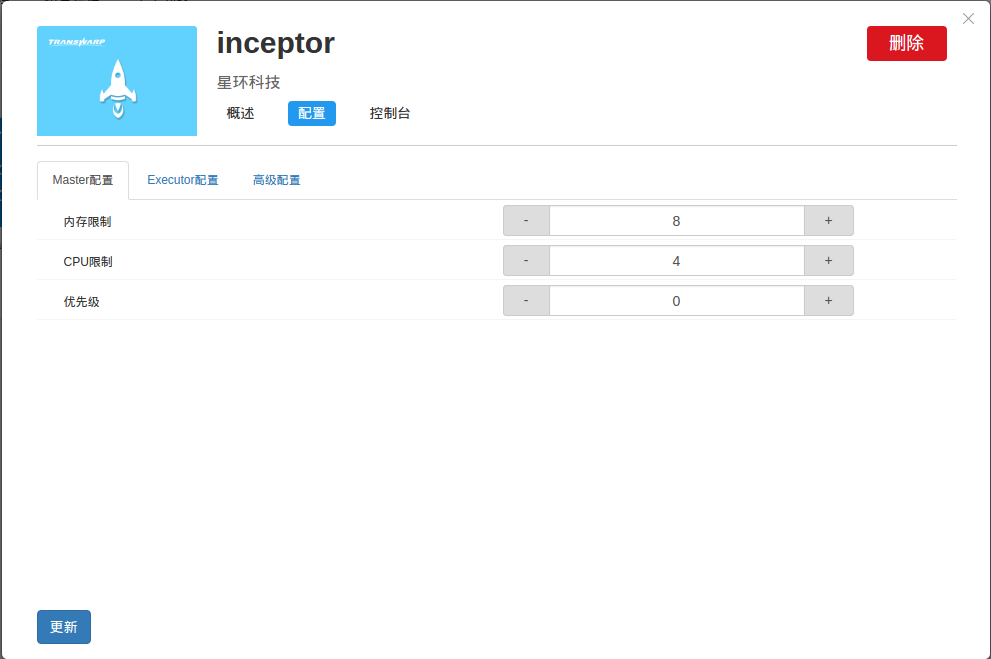 TRANSWARP
inceptor
删除
星环科技
概述 配置 控制台
Master配置 Executor配置 高级配置
内存限制 - 8 +
CPU限制 - 4 +
优先级 - 0 +
更新